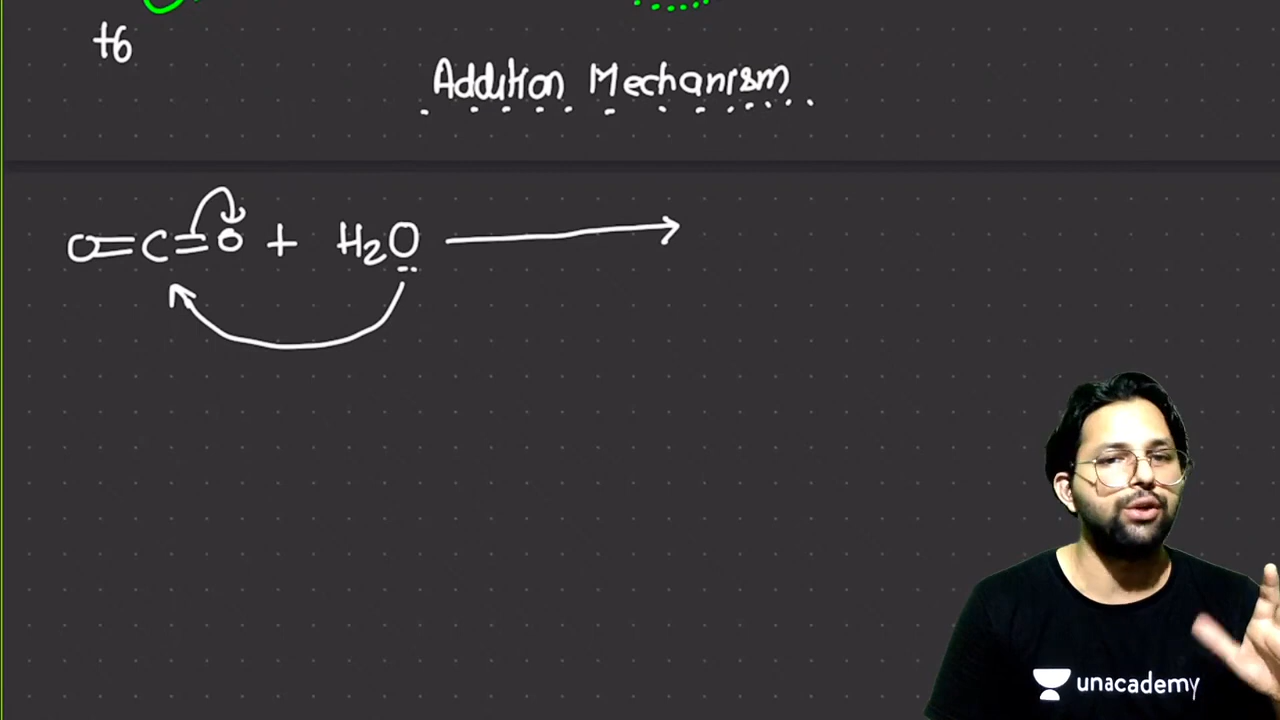 +6
Addition Mechanism
O=C=O + H₂O ⟶
unacademy